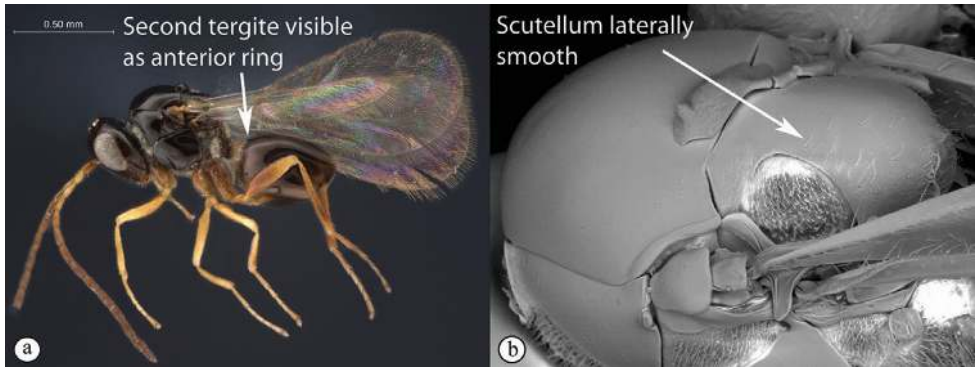 0.50 mm
Second tergite visible
as anterior ring
Scutellum laterally
smooth
a
b